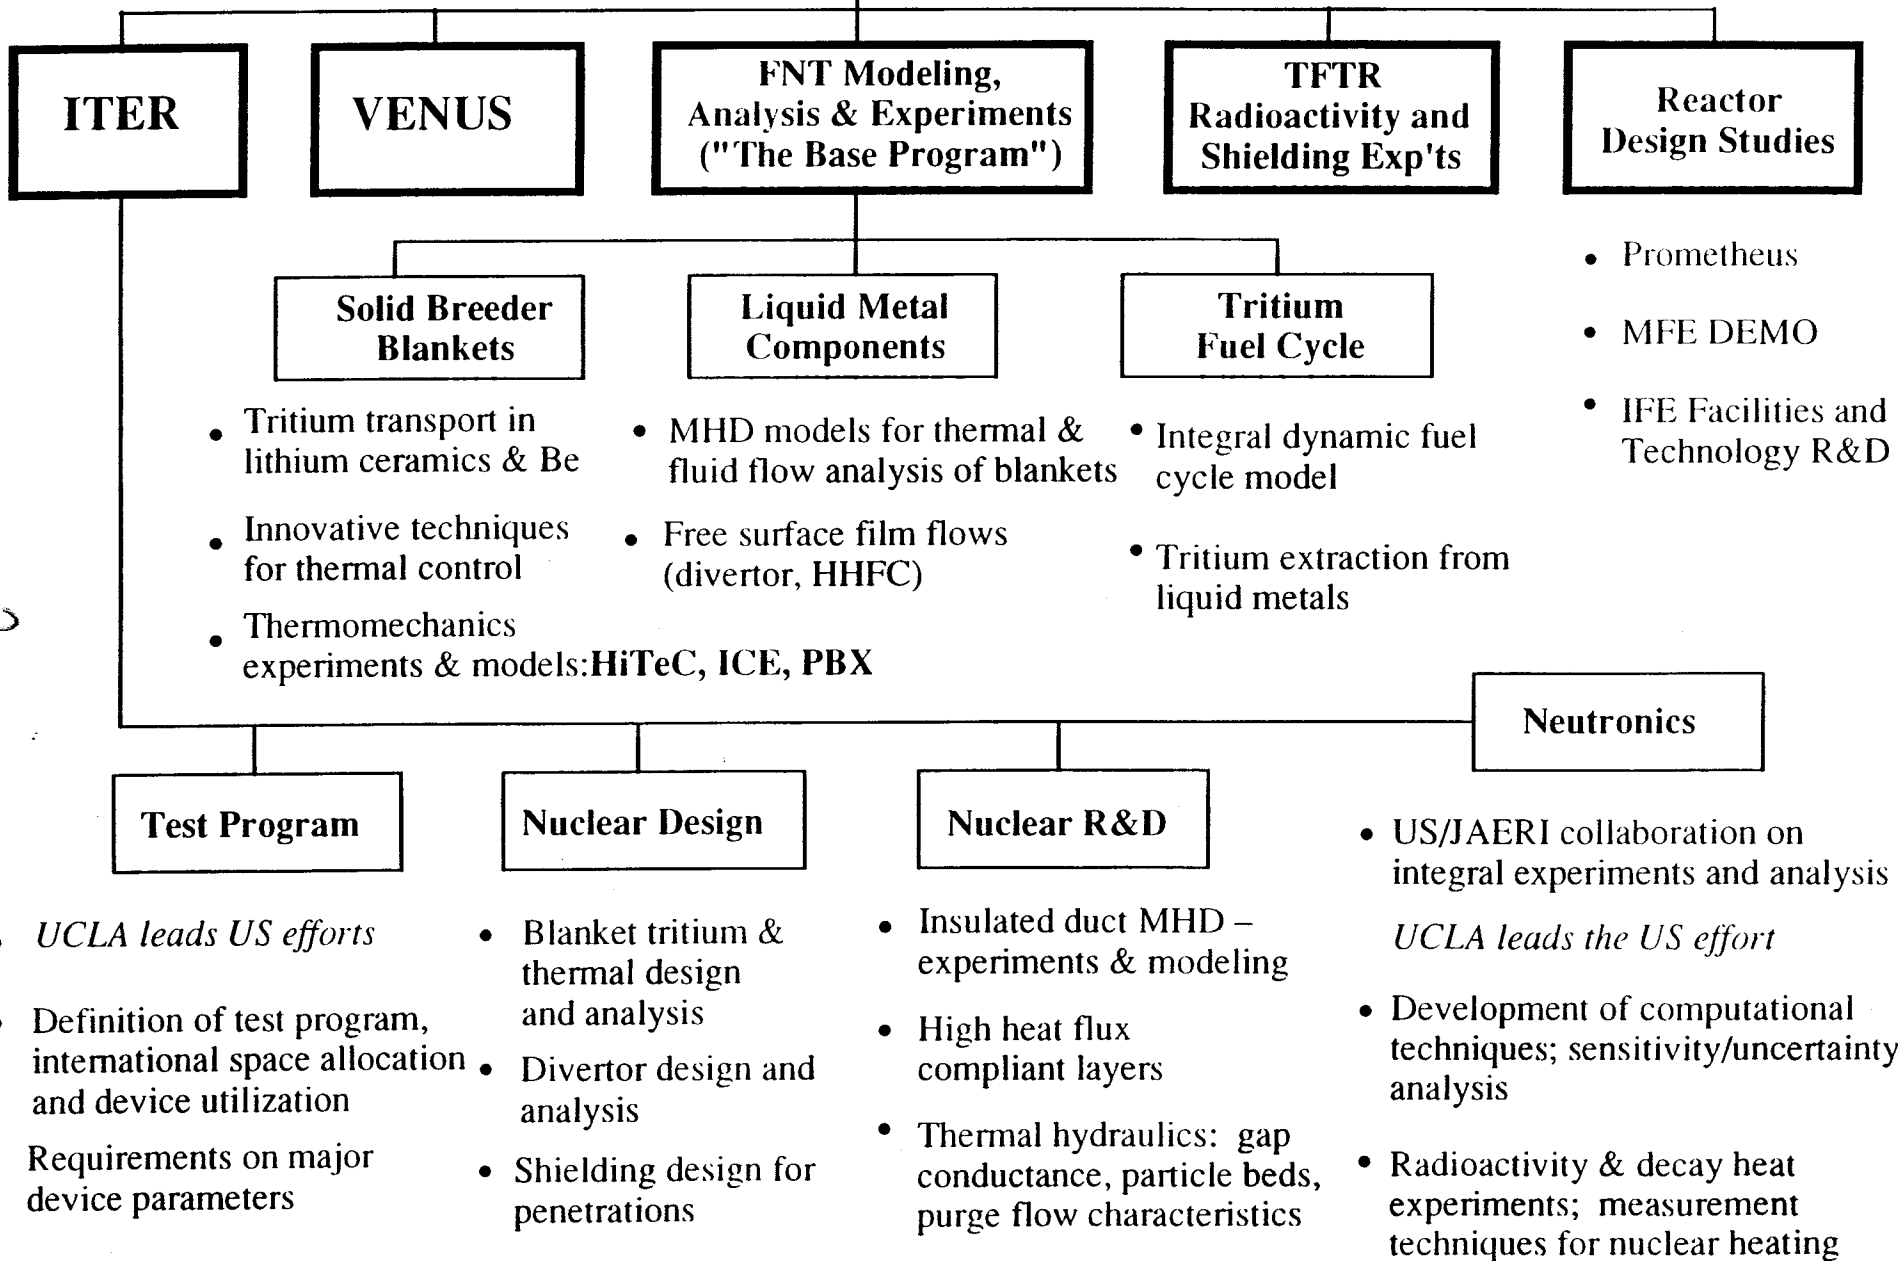 ITER
VENUS
FNT Modeling,
Analysis & Experiments
("The Base Program")
TFTR
Radioactivity and
Shielding Exp'ts
Reactor
Design Studies
• Prometheus
• MFE DEMO
• IFE Facilities and
Technology R&D
Solid Breeder
Blankets
• Tritium transport in
lithium ceramics & Be
• Innovative techniques
for thermal control
• Thermomechanics
experiments & models:HiTeC, ICE, PBX
Liquid Metal
Components
• MHD models for thermal &
fluid flow analysis of blankets
• Free surface film flows
(divertor, HHFC)
Tritium
Fuel Cycle
• Integral dynamic fuel
cycle model
• Tritium extraction from
liquid metals
Test Program
UCLA leads US efforts
Definition of test program,
international space allocation
and device utilization
Requirements on major
device parameters
Nuclear Design
• Blanket tritium &
thermal design
and analysis
• Divertor design and
analysis
• Shielding design for
penetrations
Nuclear R&D
• Insulated duct MHD –
experiments & modeling
• High heat flux
compliant layers
• Thermal hydraulics: gap
conductance, particle beds,
purge flow characteristics
Neutronics
• US/JAERI collaboration on
integral experiments and analysis
UCLA leads the US effort
• Development of computational
techniques; sensitivity/uncertainty
analysis
• Radioactivity & decay heat
experiments; measurement
techniques for nuclear heating